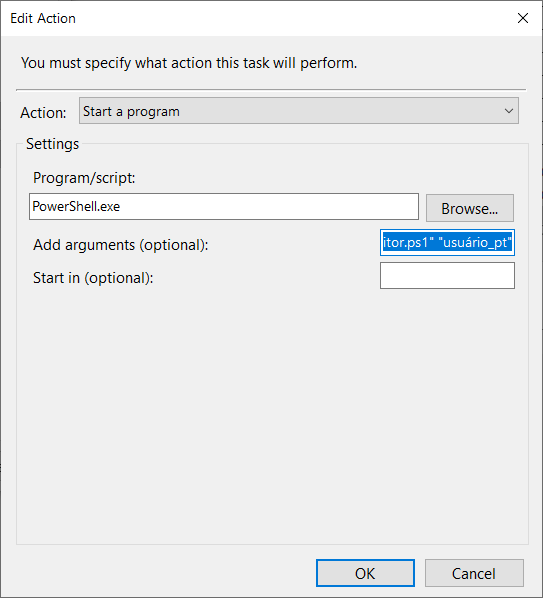 Edit Action
You must specify what action this task will perform.
Action: Start a program
Settings
Program/script:
PowerShell.exe Browse...
Add arguments (optional): itor.ps1" "usuário_pt"
Start in (optional):
OK Cancel